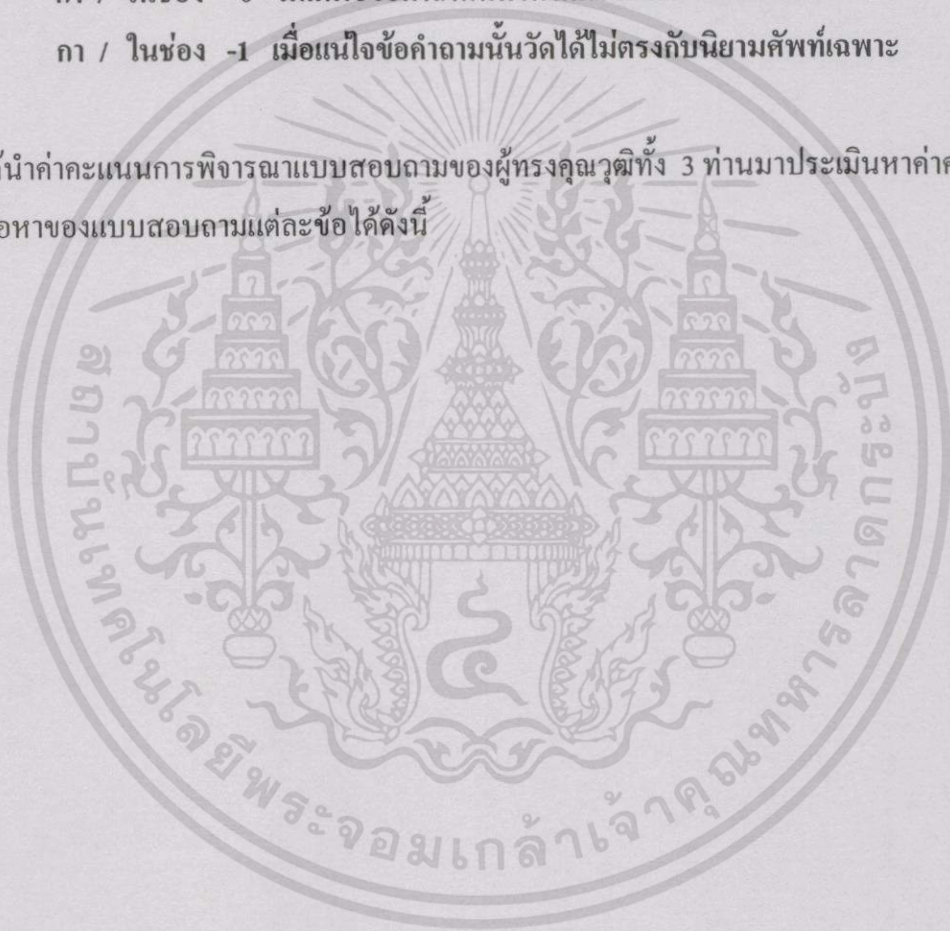 กา / ในช่อง -1 เมื่อแน่ใจข้อคำถามนั้นวัดได้ไม่ตรงกับนิยามศัพท์เฉพาะ
นำค่าคะแนนการพิจารณาแบบสอบถามของผู้ทรงคุณวุฒิทั้ง 3 ท่านมาประเมินหาค่า
ของแบบสอบถามแต่ละข้อได้ดังนี้
สถาบันเทคโนโลยีพระจอมเกล้าเจ้าคุณทหารลาดกระบัง
๔